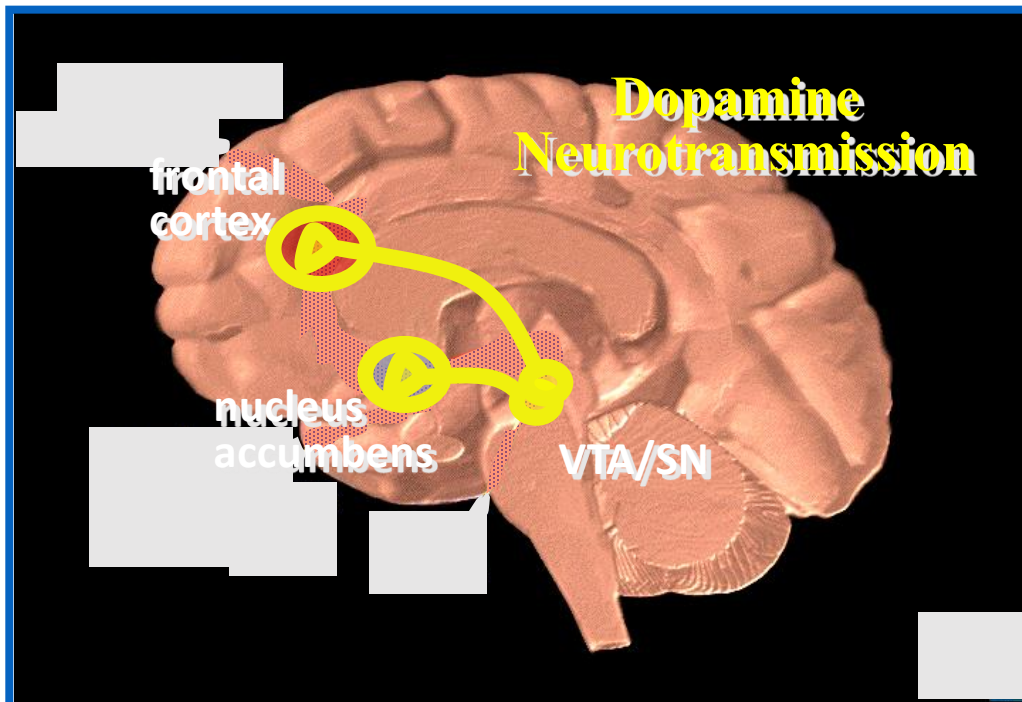 Dopamine
Neurotransmission
frontal
cortex
nucleus
accumbens
VTA/SN